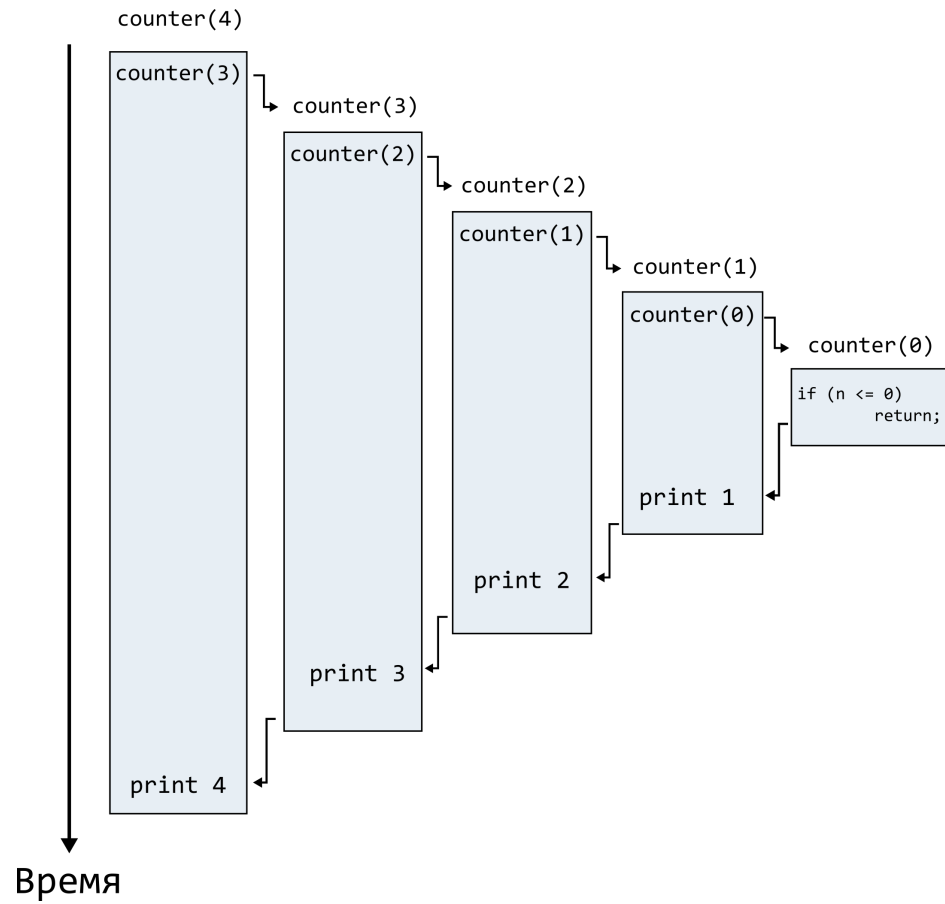 counter(4)
counter(3)
counter(3)
counter(2)
counter(2)
counter(1)
counter(1)
counter(0)
counter(0)
if (n <= 0)
return;
print 1
print 2
print 3
print 4
Время